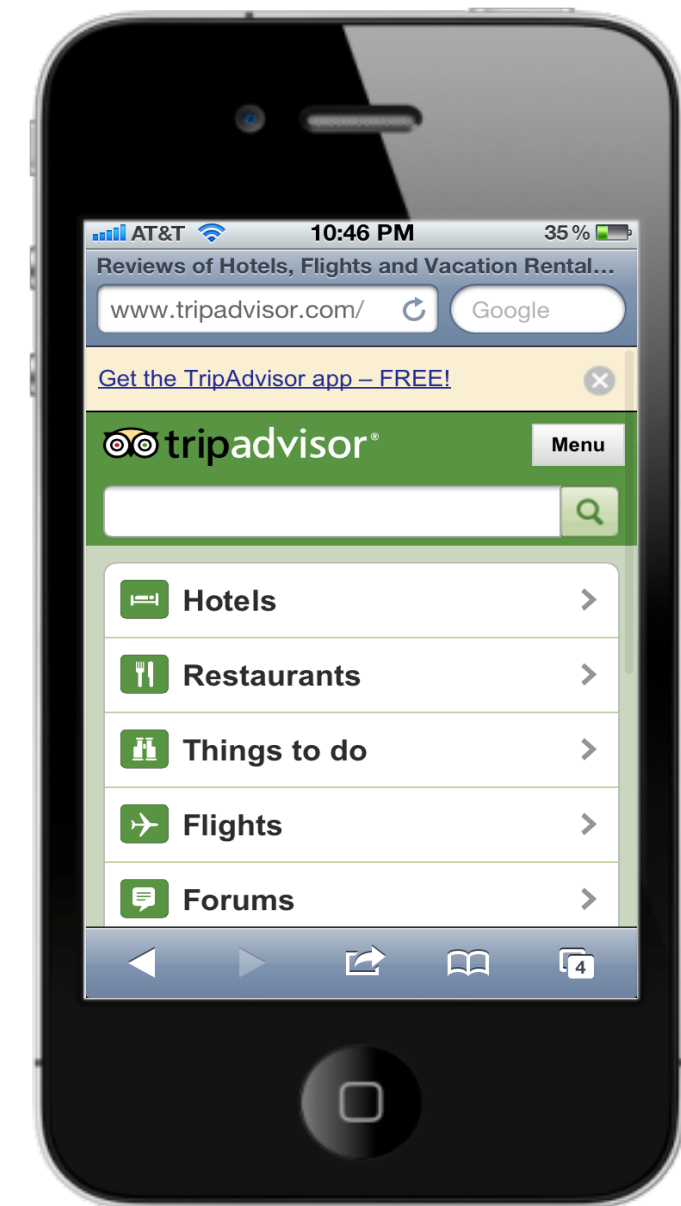 AT&T 10:46 PM 35 %
Reviews of Hotels, Flights and Vacation Rental...
www.tripadvisor.com/ Google
Get the TripAdvisor app – FREE!
tripadvisor® Menu
Hotels
Restaurants
Things to do
Flights
Forums
4